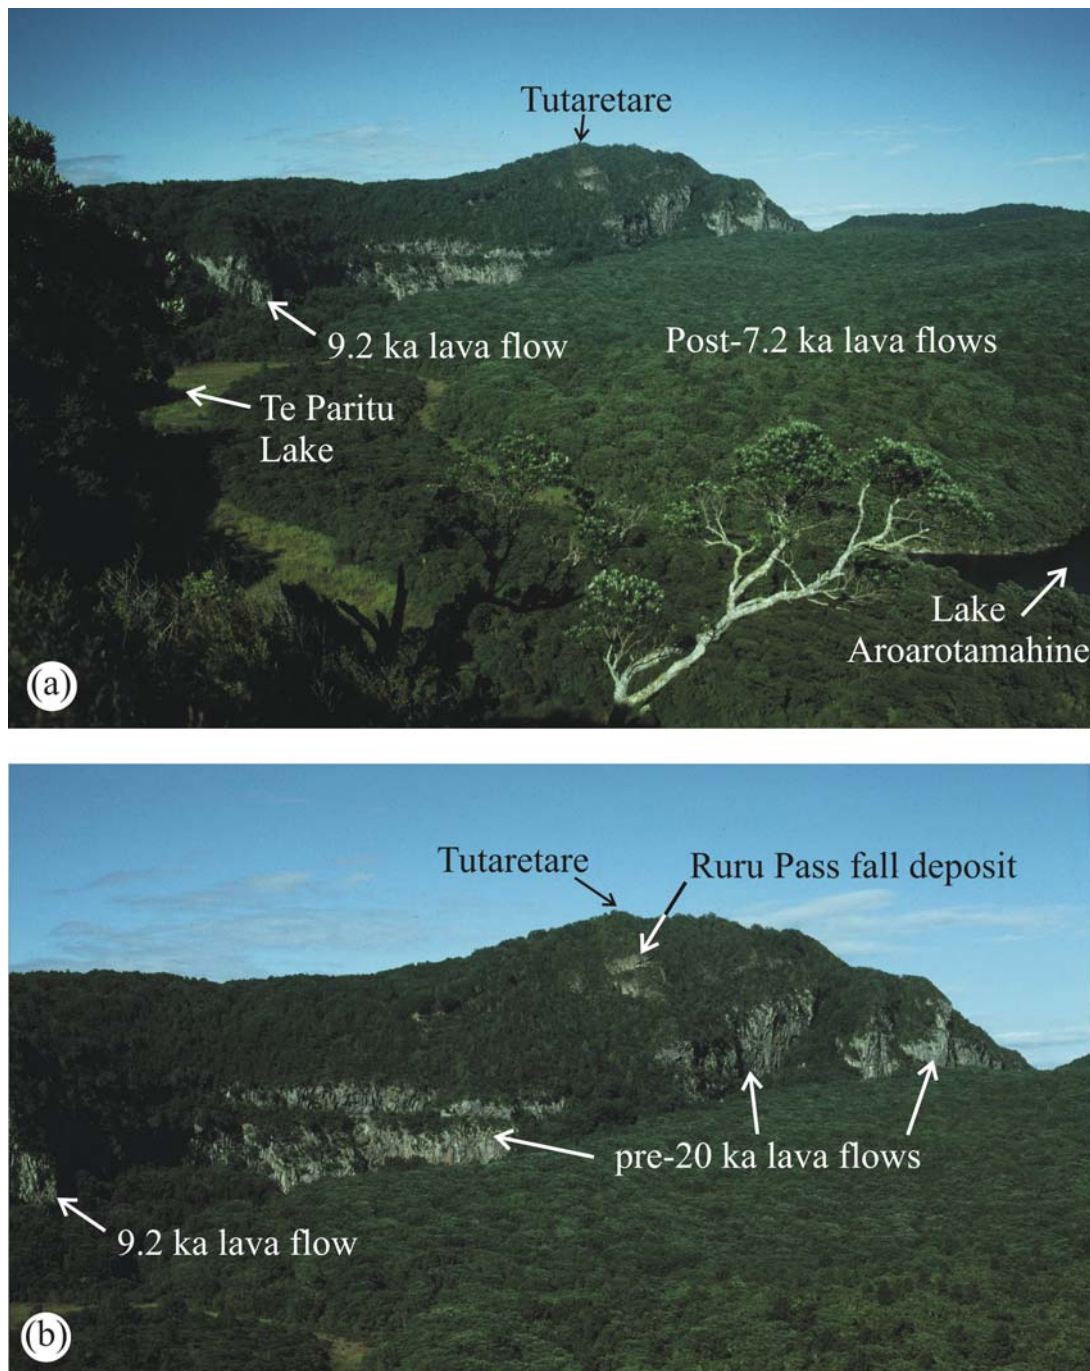 Tutaretare
9.2 ka lava flow
Post-7.2 ka lava flows
Te Paritu
Lake
Lake
Aroarotamahine
(a)
Tutaretare
Ruru Pass fall deposit
pre-20 ka lava flows
9.2 ka lava flow
(b)